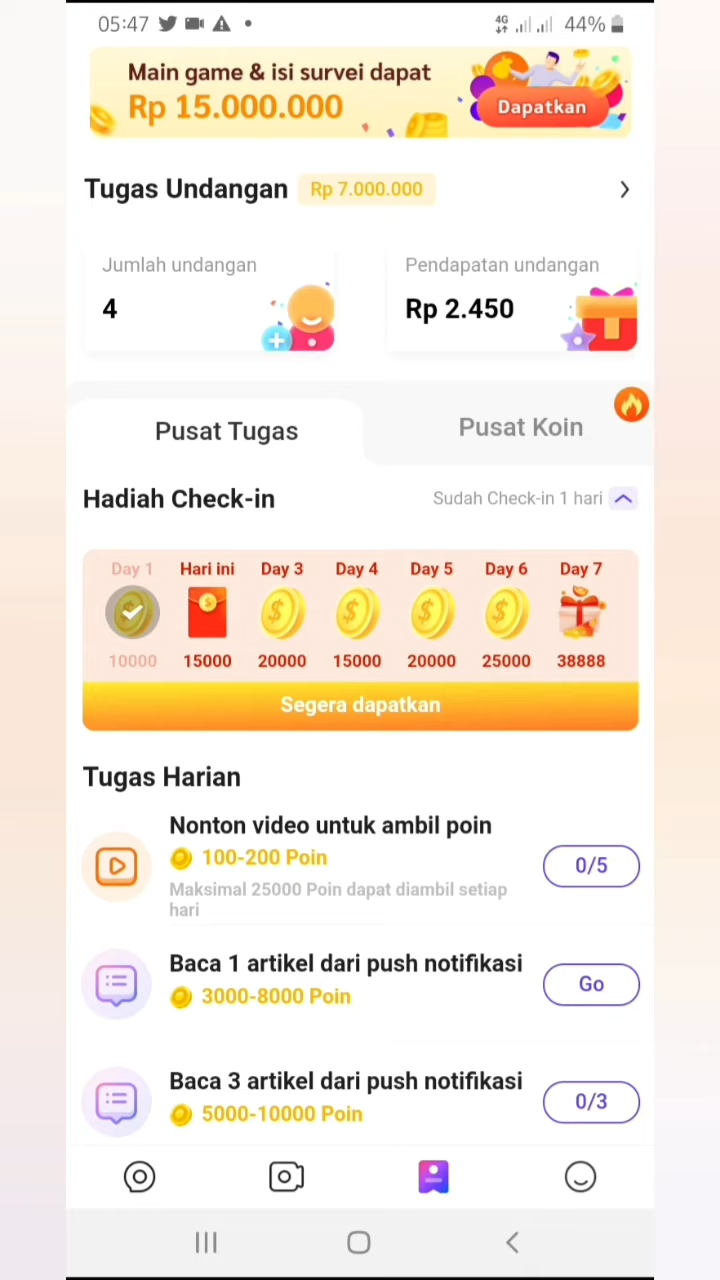 05:47
4G
44%
Main game & isi survei dapat
Rp 15.000.000
Dapatkan
Tugas Undangan
Rp 7.000.000
Jumlah undangan
4
Pendapatan undangan
Rp 2.450
Pusat Tugas
Pusat Koin
Hadiah Check-in
Sudah Check-in 1 hari
Day 1 Hari ini Day 3 Day 4 Day 5 Day 6 Day 7
10000 15000 20000 15000 20000 25000 38888
Segera dapatkan
Tugas Harian
Nonton video untuk ambil poin
100-200 Poin
Maksimal 25000 Poin dapat diambil setiap
hari
0/5
Baca 1 artikel dari push notifikasi
3000-8000 Poin
Go
Baca 3 artikel dari push notifikasi
5000-10000 Poin
0/3